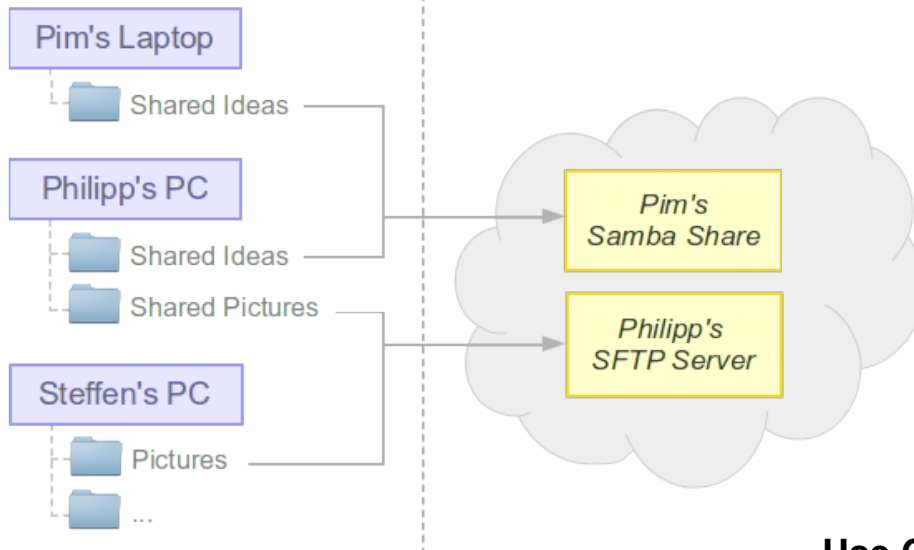 Pim's Laptop
Shared Ideas
Philipp's PC
Shared Ideas
Shared Pictures
Steffen's PC
Pictures
...
Pim's
Samba Share
Philipp's
SFTP Server